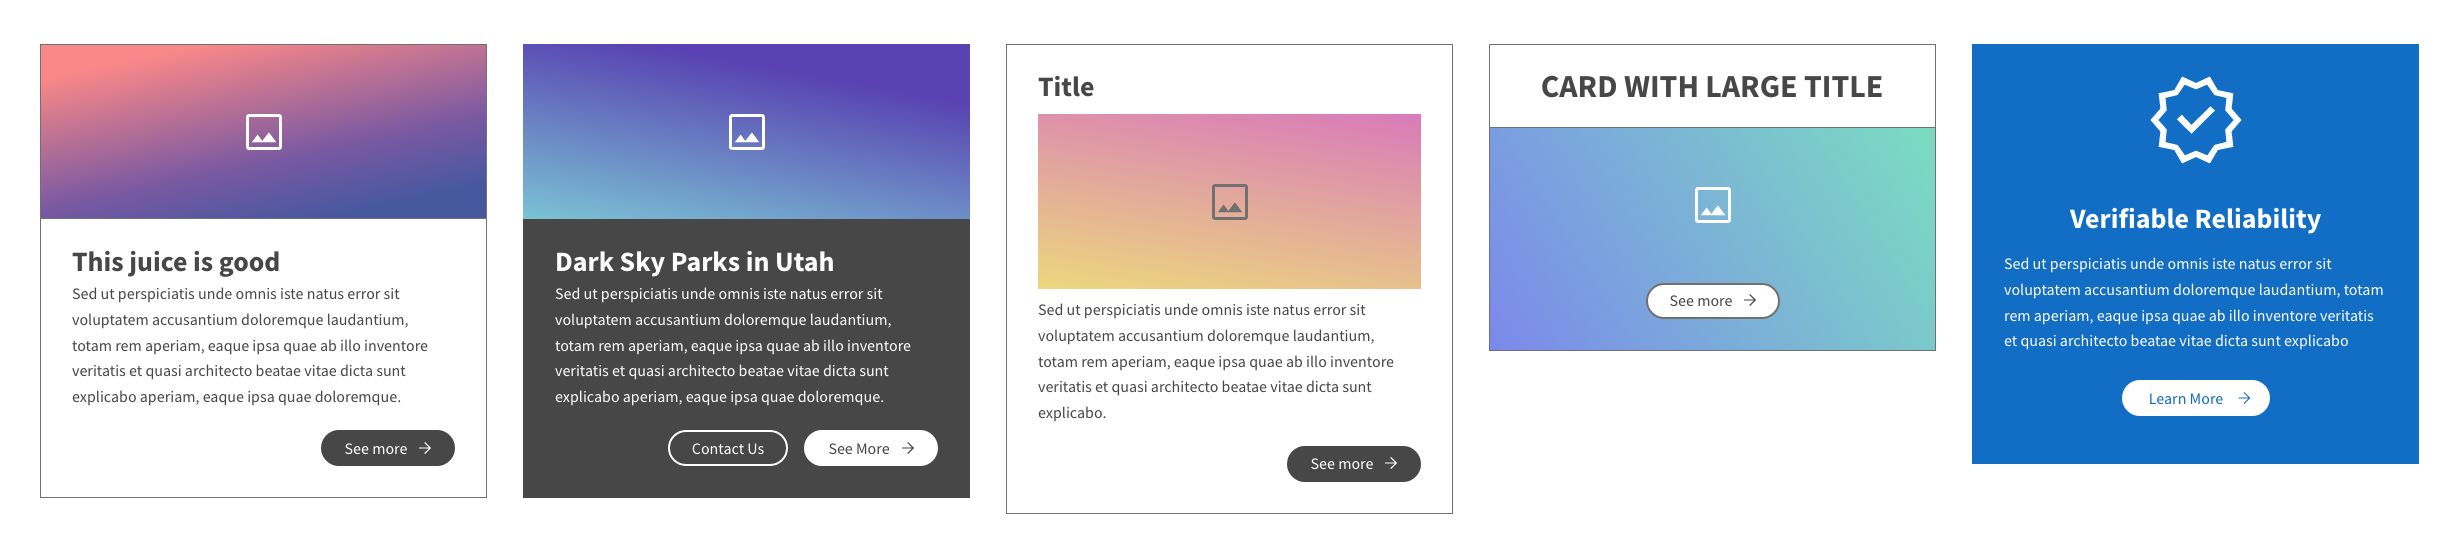 This juice is good
Sed ut perspiciatis unde omnis iste natus error sit
voluptatem accusantium doloremque laudantium,
totam rem aperiam, eaque ipsa quae ab illo inventore
veritatis et quasi architecto beatae vitae dicta sunt
explicabo aperiam, eaque ipsa quae doloremque.
See more
Dark Sky Parks in Utah
Sed ut perspiciatis unde omnis iste natus error sit
voluptatem accusantium doloremque laudantium,
totam rem aperiam, eaque ipsa quae ab illo inventore
veritatis et quasi architecto beatae vitae dicta sunt
explicabo aperiam, eaque ipsa quae doloremque.
Contact Us
See More
Title
Sed ut perspiciatis unde omnis iste natus error sit
voluptatem accusantium doloremque laudantium,
totam rem aperiam, eaque ipsa quae ab illo inventore
veritatis et quasi architecto beatae vitae dicta sunt
explicabo.
See more
CARD WITH LARGE TITLE
See more
Verifiable Reliability
Sed ut perspiciatis unde omnis iste natus error sit
voluptatem accusantium doloremque laudantium, totam
rem aperiam, eaque ipsa quae ab illo inventore veritatis
et quasi architecto beatae vitae dicta sunt explicabo
Learn More